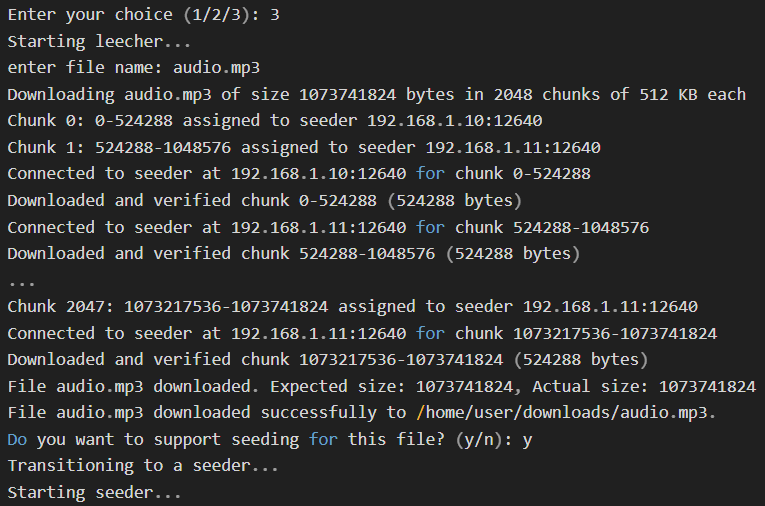 Enter your choice (1/2/3): 3
Starting leecher...
enter file name: audio.mp3
Downloading audio.mp3 of size 1073741824 bytes in 2048 chunks of 512 KB each
Chunk 0: 0-524288 assigned to seeder 192.168.1.10:12640
Chunk 1: 524288-1048576 assigned to seeder 192.168.1.11:12640
Connected to seeder at 192.168.1.10:12640 for chunk 0-524288
Downloaded and verified chunk 0-524288 (524288 bytes)
Connected to seeder at 192.168.1.11:12640 for chunk 524288-1048576
Downloaded and verified chunk 524288-1048576 (524288 bytes)
...
Chunk 2047: 1073217536-1073741824 assigned to seeder 192.168.1.11:12640
Connected to seeder at 192.168.1.11:12640 for chunk 1073217536-1073741824
Downloaded and verified chunk 1073217536-1073741824 (524288 bytes)
File audio.mp3 downloaded. Expected size: 1073741824, Actual size: 1073741824
File audio.mp3 downloaded successfully to /home/user/downloads/audio.mp3.
Do you want to support seeding for this file? (y/n): y
Transitioning to a seeder...
Starting seeder...